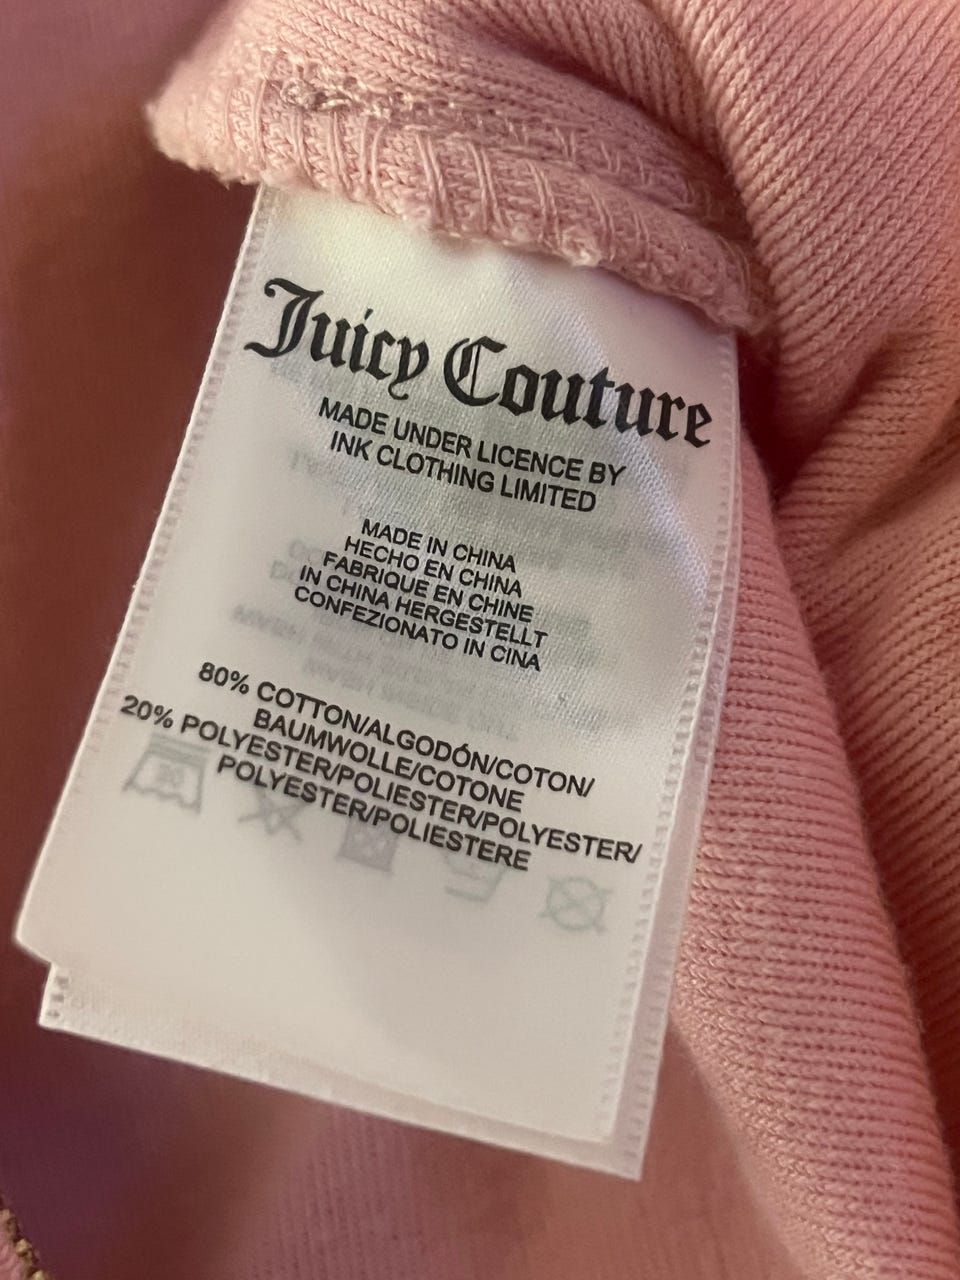 Juicy Couture
MADE UNDER LICENCE BY
INK CLOTHING LIMITED
MADE IN CHINA
HECHO EN CHINA
FABRIQUE EN CHINE
IN CHINA HERGESTELLT
CONFEZIONATO IN CINA
80% COTTON/ALGODÓN/COTON/
BAUMWOLLE/COTONE
20% POLYESTER/POLIESTER/POLYESTER/
POLYESTER/POLIESTERE